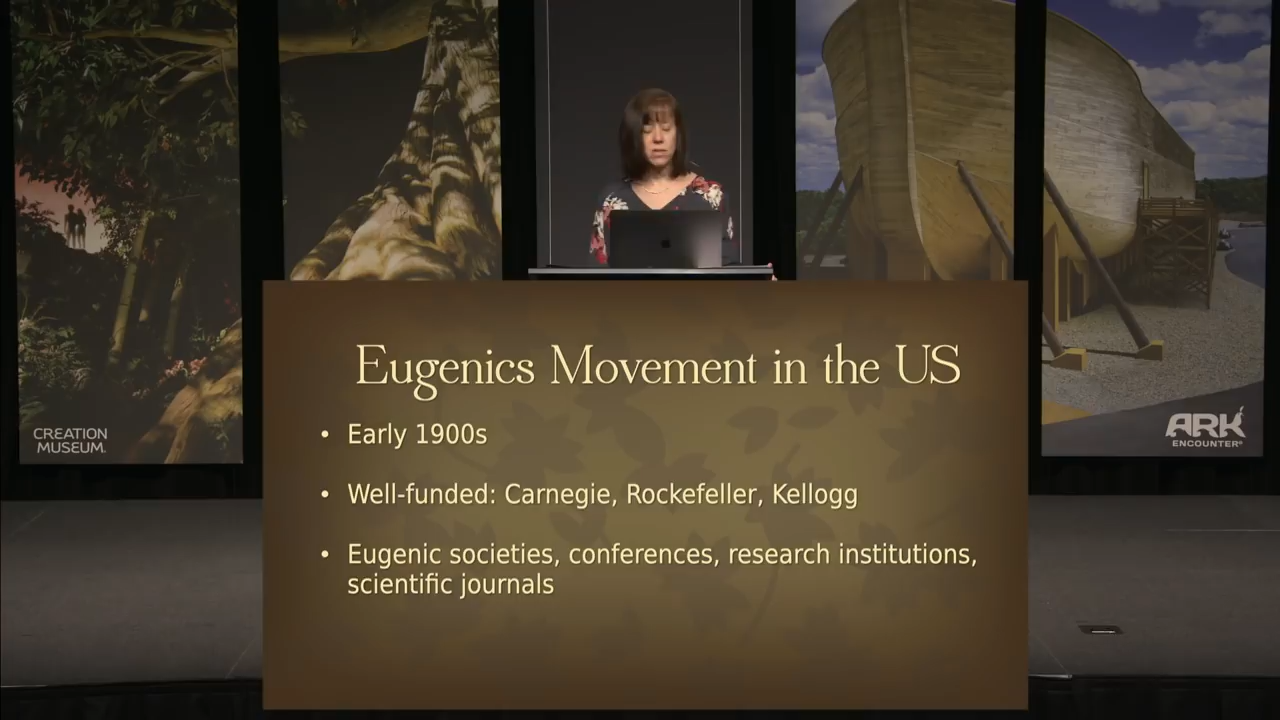 CREATION
MUSEUM
ARK
ENCOUNTER
Eugenics Movement in the US
• Early 1900s
• Well-funded: Carnegie, Rockefeller, Kellogg
• Eugenic societies, conferences, research institutions,
scientific journals